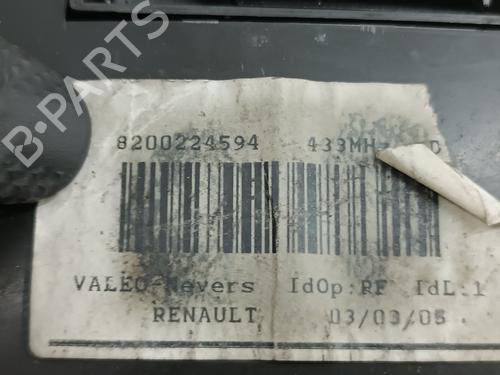 B-PARTS
8200224594
VALEO-Nevers IdOp:RF IdL:1
RENAULT 03/03/05